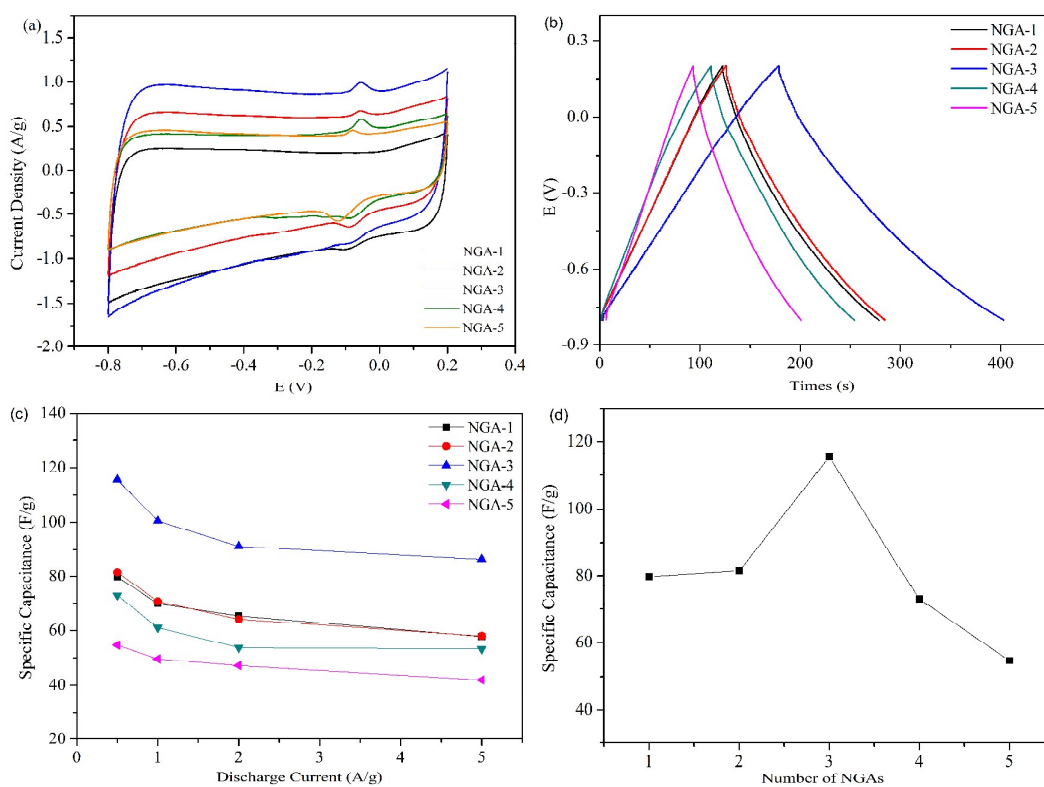 (a)
Current Density (A/g)
1.5
1.0
0.5
0.0
-0.5
-1.0
-1.5
-2.0
-0.8 -0.6 -0.4 -0.2 0.0 0.2 0.4
E (V)
NGA-1
NGA-2
NGA-3
NGA-4
NGA-5
(b)
E (V)
0.3
0.0
-0.3
-0.6
-0.9
0 100 200 300 400
Times (s)
NGA-1
NGA-2
NGA-3
NGA-4
NGA-5
(c)
Specific Capacitance (F/g)
140
120
100
80
60
40
20
0 1 2 3 4 5
Discharge Current (A/g)
NGA-1
NGA-2
NGA-3
NGA-4
NGA-5
(d)
Specific Capacitance (F/g)
120
100
80
60
40
1 2 3 4 5
Number of NGAs